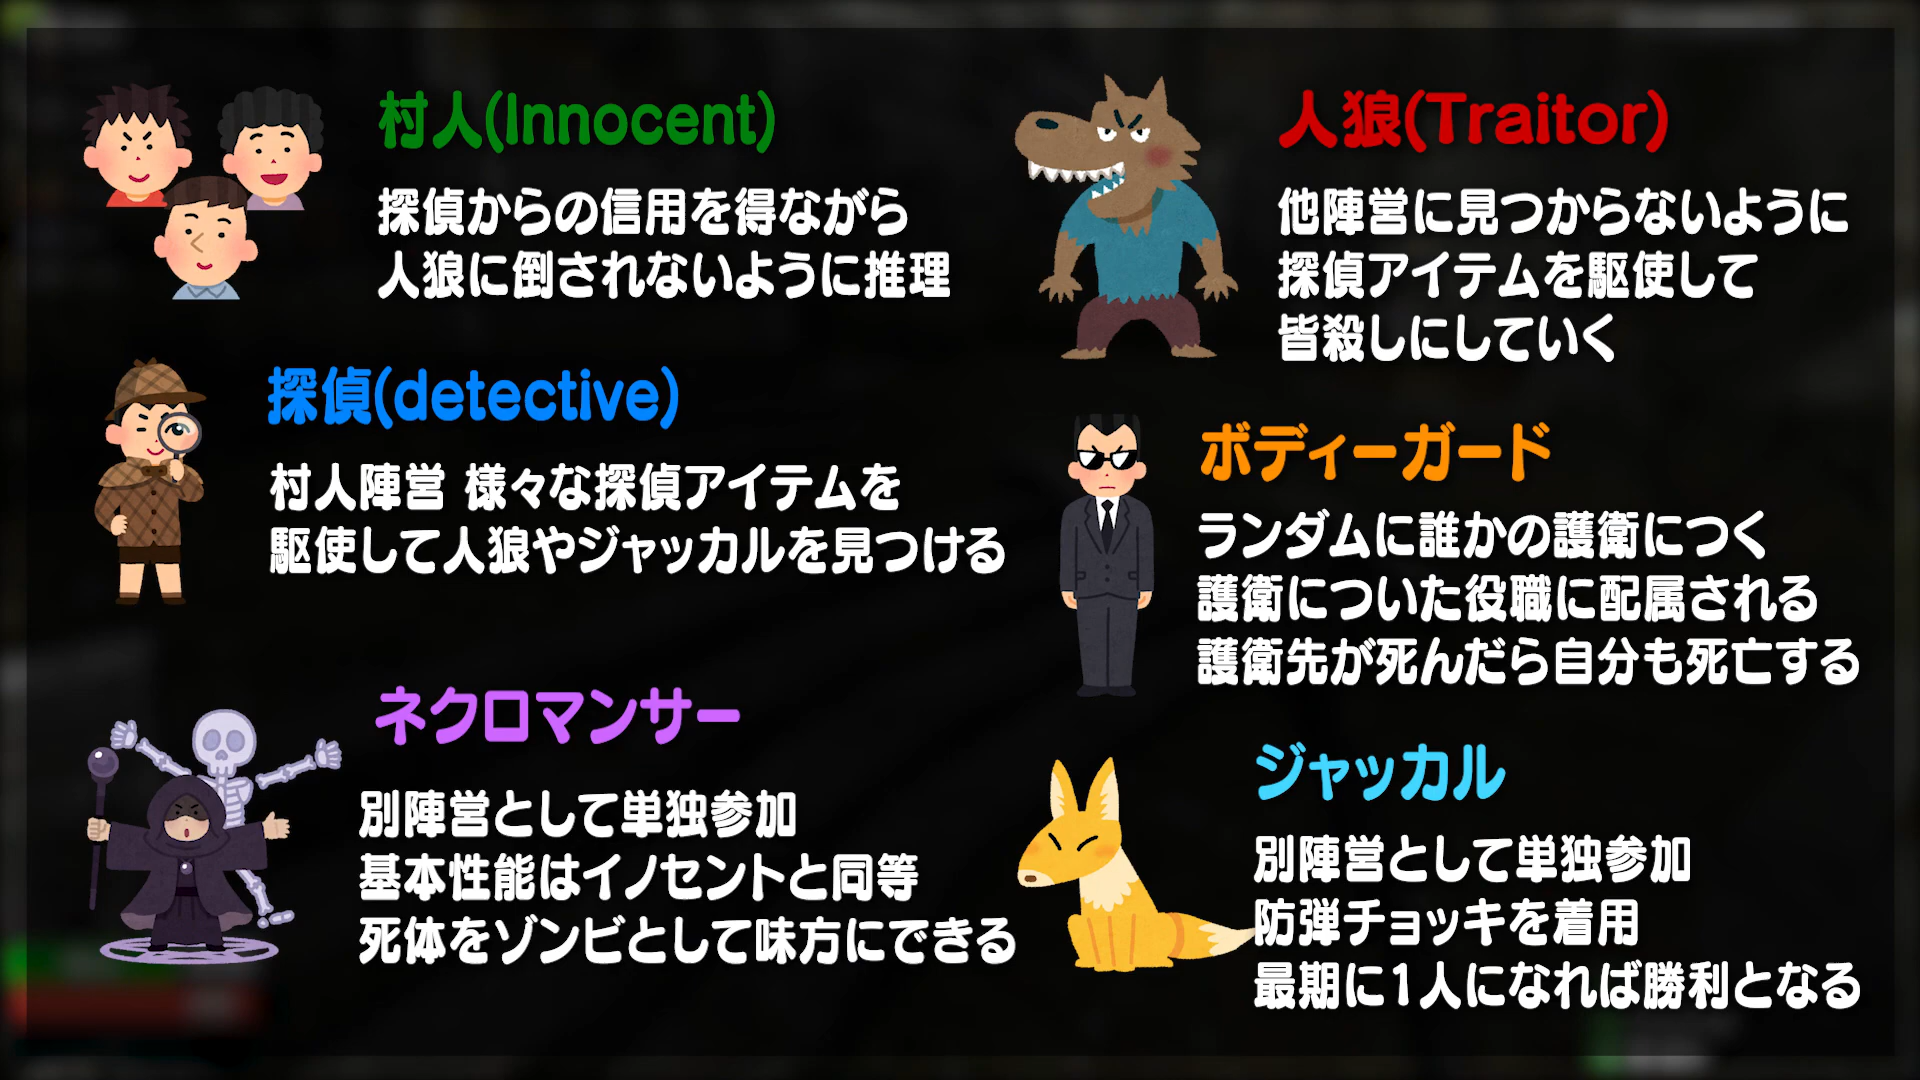 村人(Innocent)
探偵からの信用を得ながら
人狼に倒されないように推理
探偵(detective)
村人陣営 様々な探偵アイテムを
駆使して人狼やジャッカルを見つける
ネクロマンサー
別陣営として単独参加
基本性能はイノセントと同等
死体をゾンビとして味方にできる
人狼(Traitor)
他陣営に見つからないように
探偵アイテムを駆使して
皆殺しにしていく
ボディーガード
ランダムに誰かの護衛につく
護衛についた役職に配属される
護衛先が死んだら自分も死亡する
ジャッカル
別陣営として単独参加
防弾チョッキを着用
最期に1人になれば勝利となる